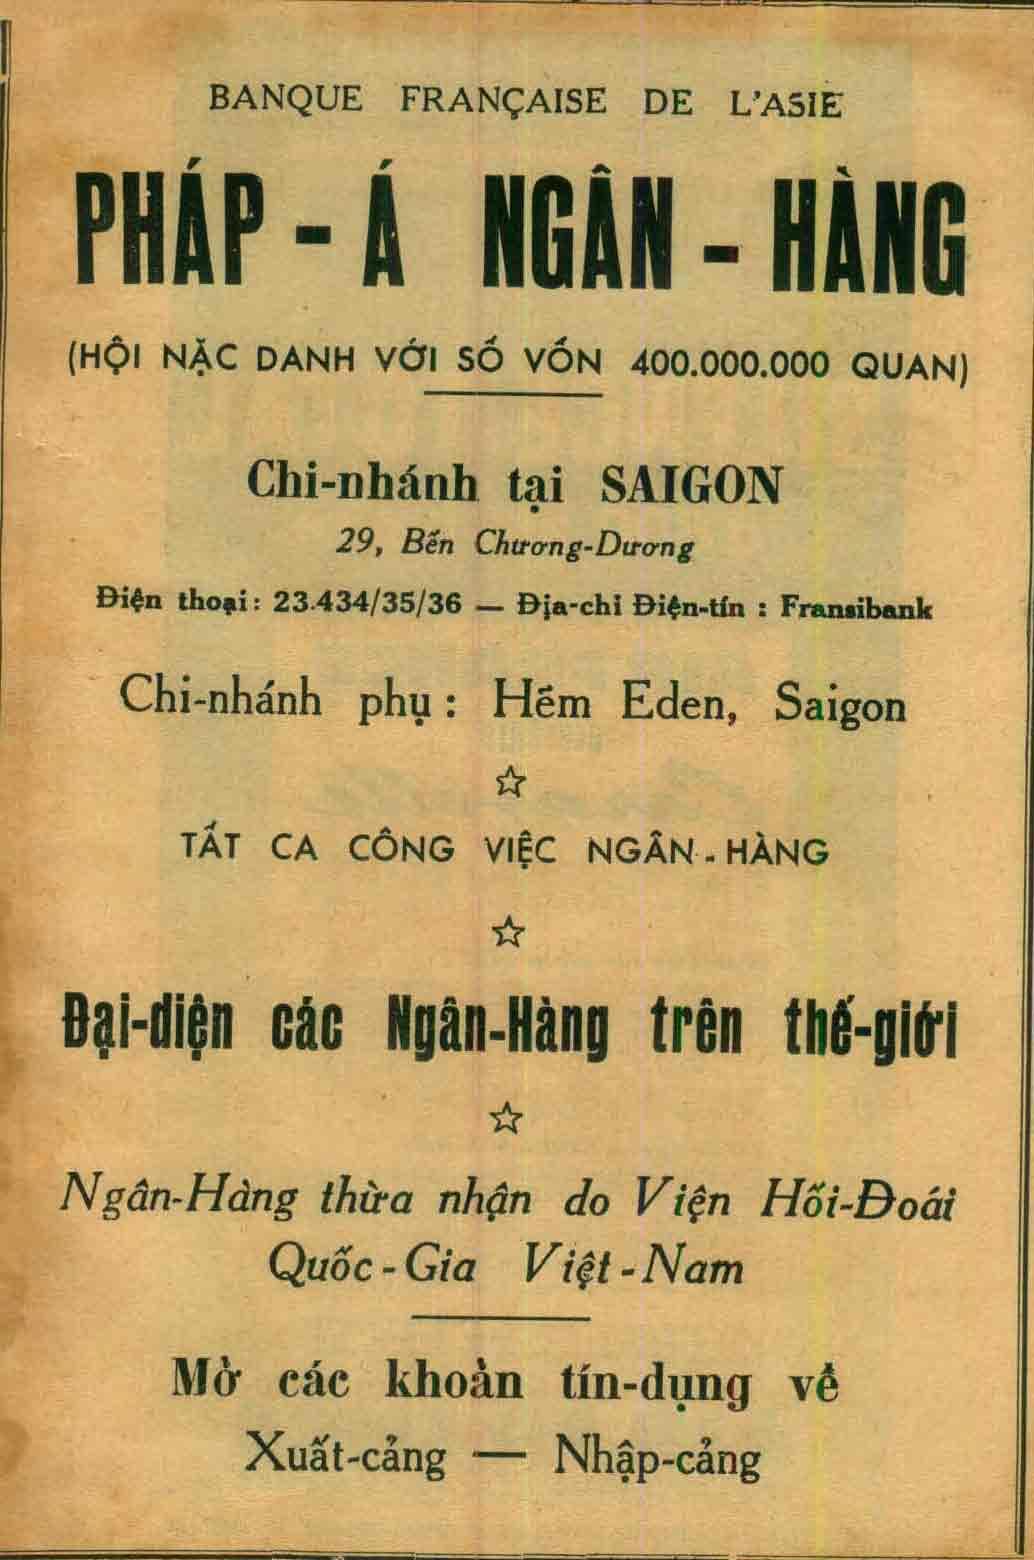 BANQUE FRANÇAISE DE L'ASIE
PHÁP - Á NGÂN - HÀNG
(HỘI NẶC DANH VỚI SỐ VỐN 400.000.000 QUAN)
Chi-nhánh tại SAIGON
29, Bến Chương-Dương
Điện thoại: 23.434/35/36 — Địa-chỉ Điện-tín : Fransibank
Chi-nhánh phụ : Hẻm Eden, Saigon
TẤT CA CÔNG VIỆC NGÂN - HÀNG
Đại-diện các Ngân-Hàng trên thế-giới
Ngân-Hàng thừa nhận do Viện Hối-Đoái
Quốc - Gia Việt - Nam
Mở các khoản tín-dụng về
Xuất-cảng — Nhập-cảng